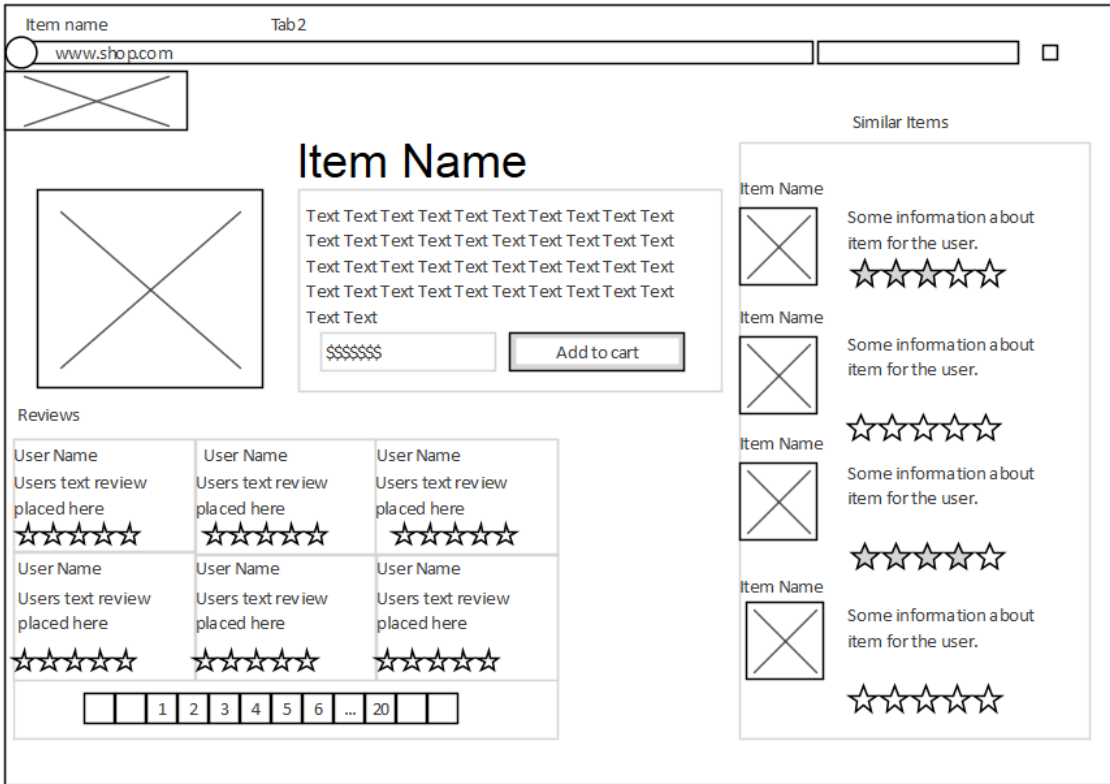 Item name
Tab2
www.shop.com
Similar Items
Item Name
Text Text Text Text Text Text Text Text Text Text
Text Text Text Text Text Text Text Text Text Text
Text Text Text Text Text Text Text Text Text Text
Text Text Text Text Text Text Text Text Text Text
Text Text
$$$$$$$
Add to cart
Item Name
Some information about
item for the user.
Item Name
Some information about
item for the user.
Item Name
Some information about
item for the user.
Item Name
Some information about
item for the user.
Reviews
User Name
Users text review
placed here
User Name
Users text review
placed here
User Name
Users text review
placed here
User Name
Users text review
placed here
User Name
Users text review
placed here
User Name
Users text review
placed here
1 2 3 4 5 6 ... 20